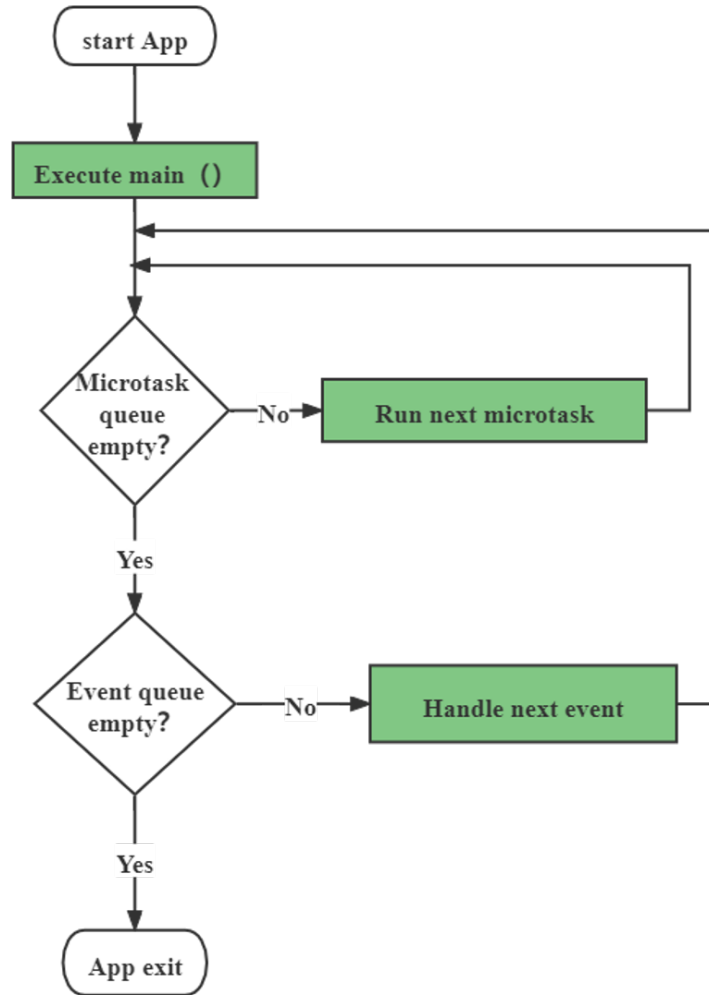 start App
Execute main（）
Microtask
queue
empty?
No
Run next microtask
Yes
Event queue
empty?
No
Handle next event
Yes
App exit